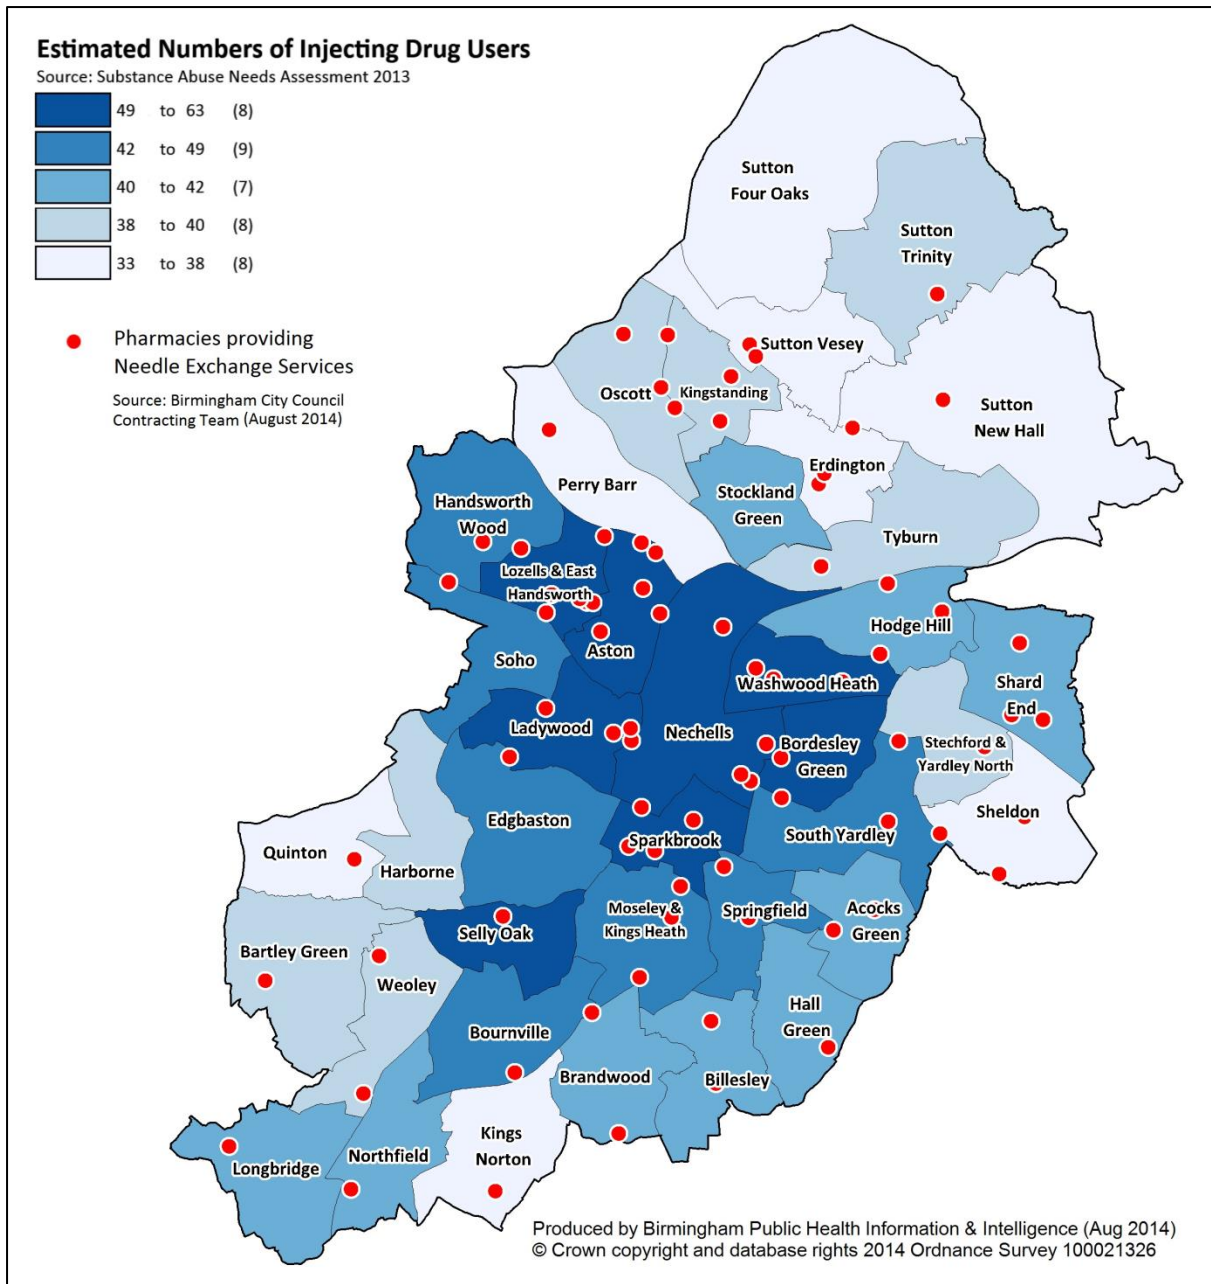 Estimated Numbers of Injecting Drug Users
Source: Substance Abuse Needs Assessment 2013
49 to 63 (8)
42 to 49 (9)
40 to 42 (7)
38 to 40 (8)
33 to 38 (8)
Pharmacies providing
Needle Exchange Services
Source: Birmingham City Council
Contracting Team (August 2014)
Sutton
Four Oaks
Sutton
Trinity
Sutton Vesey
Oscott
Kingstanding
Sutton
New Hall
Erdington
Perry Barr
Stockland
Green
Handsworth
Wood
Tyburn
Lozells & East
Handsworth
Hodge Hill
Aston
Soho
Washwood Heath
Shard
End
Ladywood
Nechells
Bordesley
Green
Stechford &
Yardley North
Edgbaston
Sparkbrook
South Yardley
Sheldon
Quinton
Harborne
Moseley &
Kings Heath
Springfield
Acocks
Green
Selly Oak
Bartley Green
Weoley
Hall
Green
Bournville
Brandwood
Billesley
Kings
Norton
Northfield
Longbridge
Produced by Birmingham Public Health Information & Intelligence (Aug 2014)
© Crown copyright and database rights 2014 Ordnance Survey 100021326